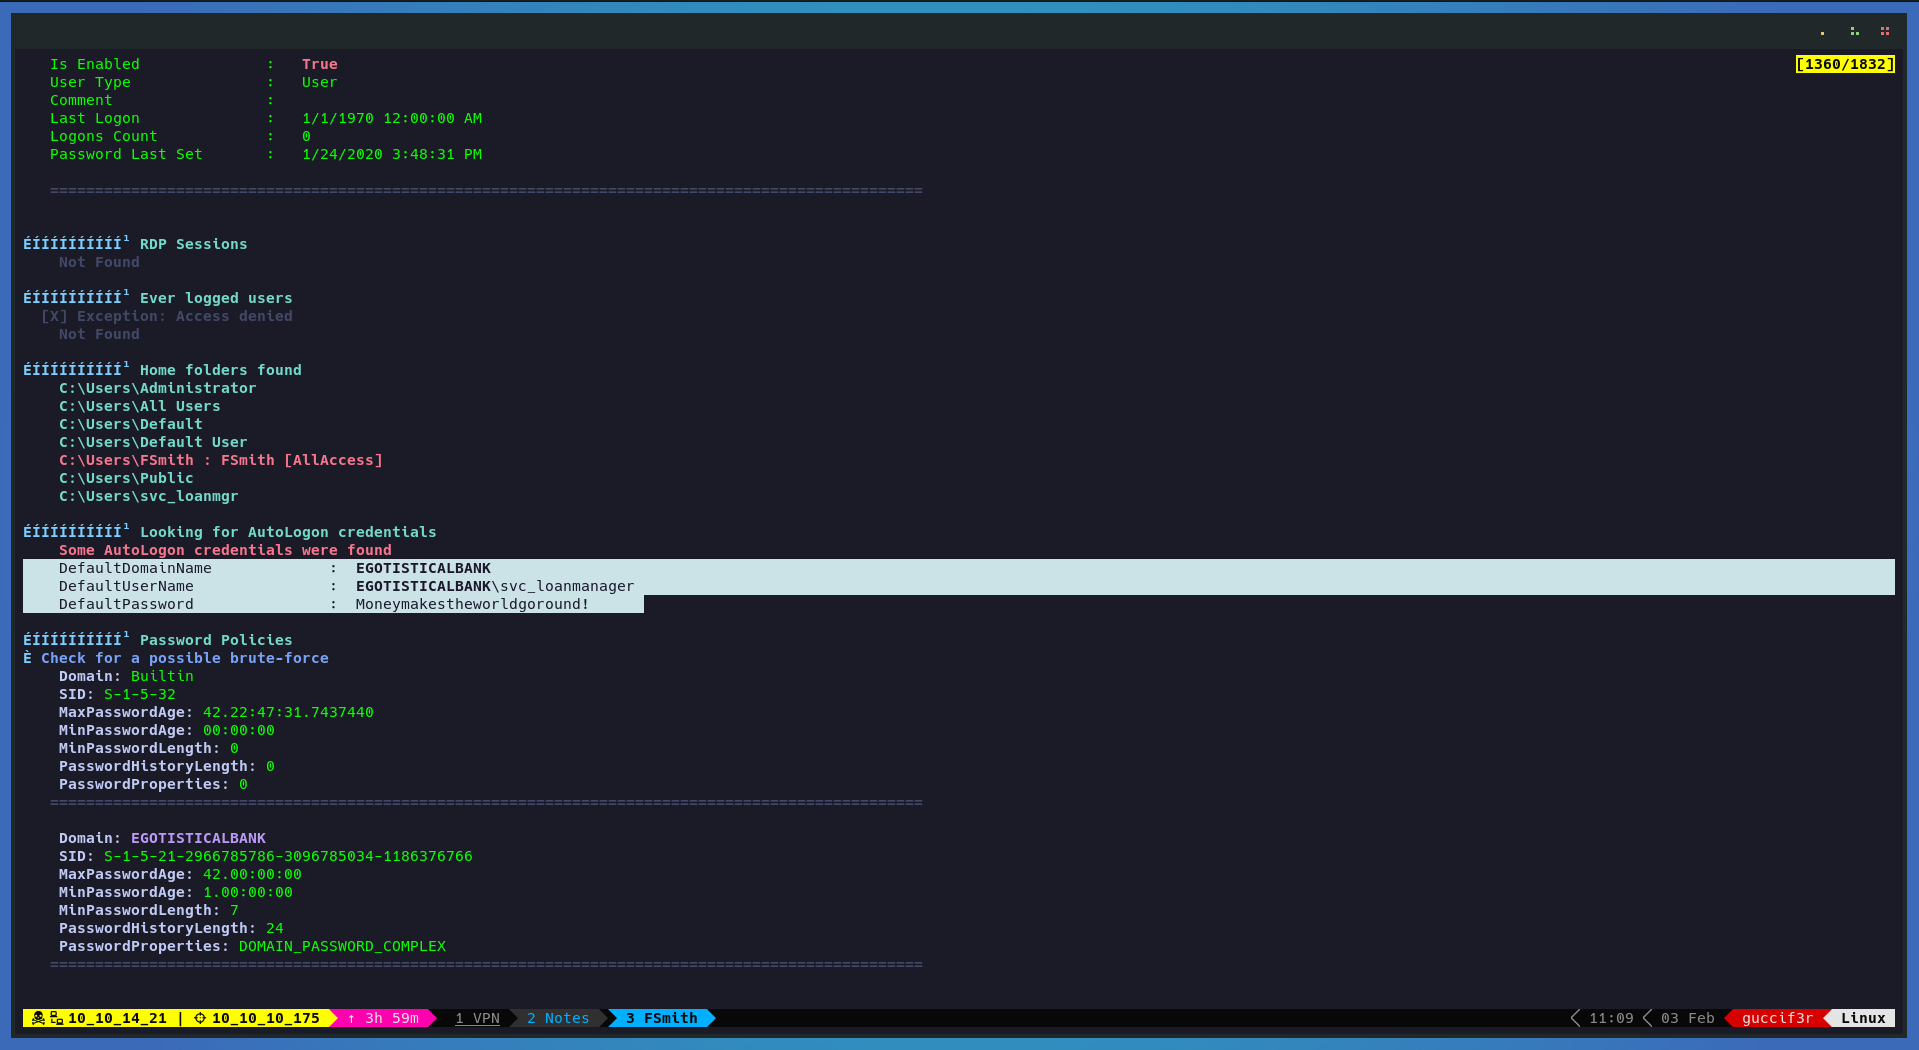 Is Enabled : True
[1360/1832]
User Type : User
Comment :
Last Logon : 1/1/1970 12:00:00 AM
Logons Count : 0
Password Last Set : 1/24/2020 3:48:31 PM
=================================================================================================
ÉÍÍÍÍÍÍÍÍÍÍ¹ RDP Sessions
Not Found
ÉÍÍÍÍÍÍÍÍÍÍ¹ Ever logged users
[X] Exception: Access denied
Not Found
ÉÍÍÍÍÍÍÍÍÍÍ¹ Home folders found
C:\Users\Administrator
C:\Users\All Users
C:\Users\Default
C:\Users\Default User
C:\Users\FSmith : FSmith [AllAccess]
C:\Users\Public
C:\Users\svc_loanmgr
ÉÍÍÍÍÍÍÍÍÍÍ¹ Looking for AutoLogon credentials
Some AutoLogon credentials were found
DefaultDomainName : EGOTISTICALBANK
DefaultUserName : EGOTISTICALBANK\svc_loanmanager
DefaultPassword : Moneymakestheworldgoround!
ÉÍÍÍÍÍÍÍÍÍÍ¹ Password Policies
È Check for a possible brute-force
Domain: Builtin
SID: S-1-5-32
MaxPasswordAge: 42.22:47:31.7437440
MinPasswordAge: 00:00:00
MinPasswordLength: 0
PasswordHistoryLength: 0
PasswordProperties: 0
=================================================================================================
Domain: EGOTISTICALBANK
SID: S-1-5-21-2966785786-3096785034-1186376766
MaxPasswordAge: 42.00:00:00
MinPasswordAge: 1.00:00:00
MinPasswordLength: 7
PasswordHistoryLength: 24
PasswordProperties: DOMAIN_PASSWORD_COMPLEX
=================================================================================================
10_10_14_21 | 10_10_10_175 ↑ 3h 59m 1 VPN 2 Notes 3 FSmith 11:09 03 Feb guccif3r Linux